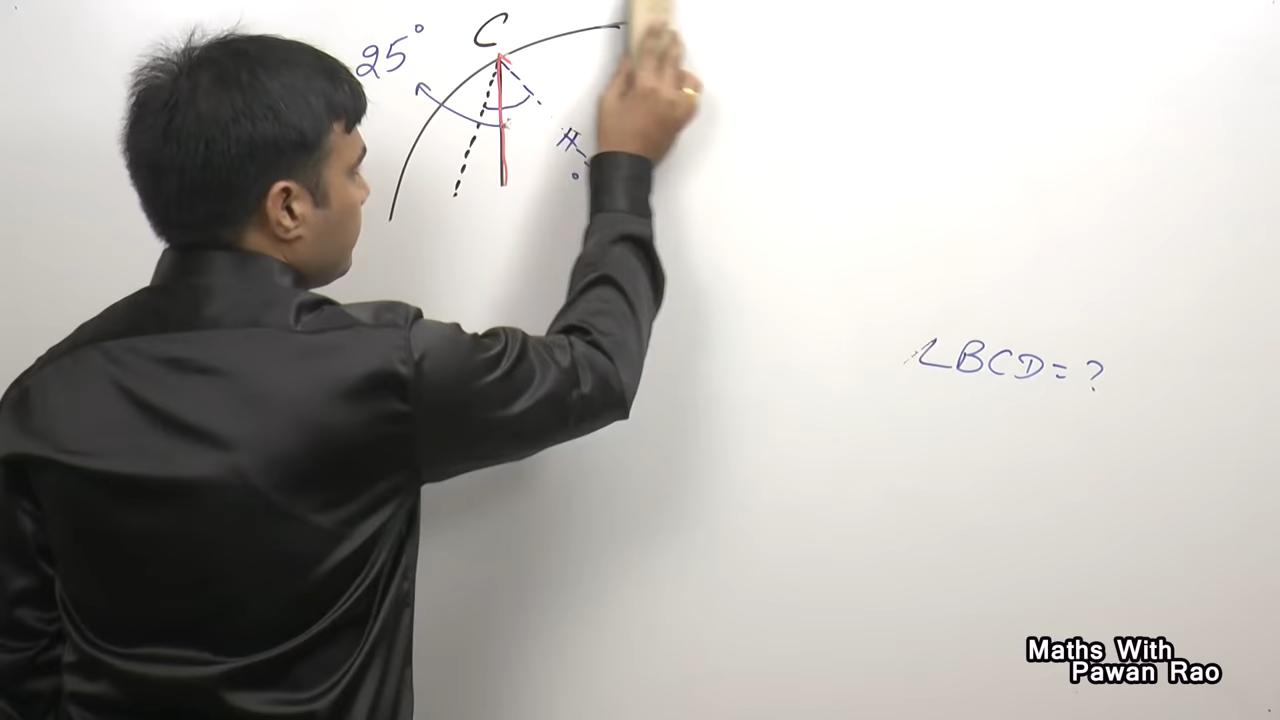 C
25°
∠BCD = ?
Maths With
Pawan Rao